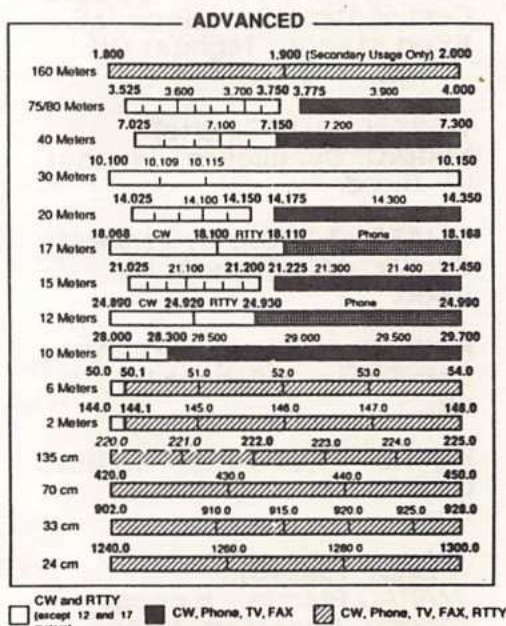 ADVANCED
1.800 1.900 (Secondary Usage Only) 2.000
160 Meters
3.525 3.600 3.700 3.750 3.775 3.900 4.000
75/80 Meters
7.025 7.100 7.150 7.200 7.300
40 Meters
10.100 10.109 10.115 10.150
30 Meters
14.025 14.100 14.150 14.175 14.300 14.350
20 Meters
18.068 CW 18.100 RTTY 18.110 Phone 18.168
17 Meters
21.025 21.100 21.200 21.225 21.300 21.400 21.450
15 Meters
24.890 CW 24.920 RTTY 24.930 Phone 24.990
12 Meters
28.000 28.300 28 500 29 000 29.500 29.700
10 Meters
50.0 50.1 51.0 52.0 53.0 54.0
6 Meters
144.0 144.1 145.0 146.0 147.0 148.0
2 Meters
220.0 221.0 222.0 223.0 224.0 225.0
135 cm
420.0 430.0 440.0 450.0
70 cm
902.0 910.0 915.0 920.0 925.0 928.0
33 cm
1240.0 1260.0 1280.0 1300.0
24 cm
CW and RTTY
(except 12 and 17
CW, Phone, TV, FAX
CW, Phone, TV, FAX, RTTY